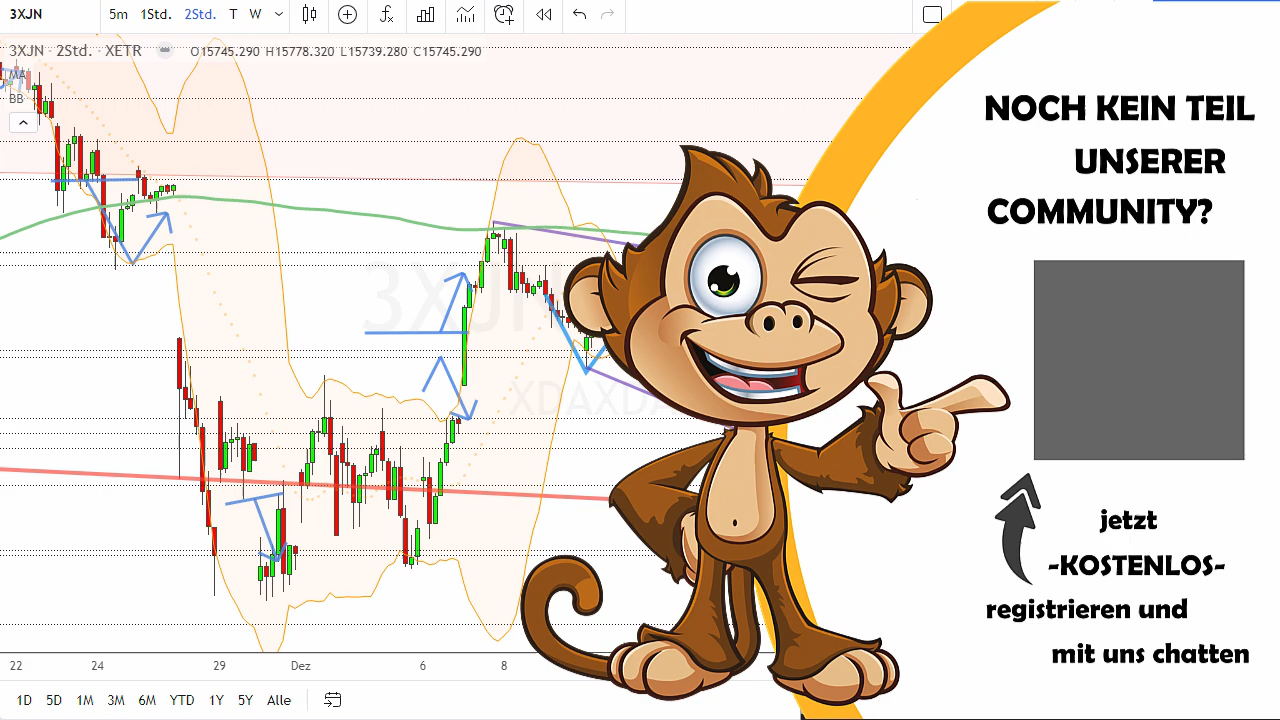 3XJN 5m 1Std. 2Std. T W
3XJN · 2Std. · XETR O15745.290 H15778.320 L15739.280 C15745.290
MA
BB
NOCH KEIN TEIL
UNSERER
COMMUNITY?
3XJN
XDAXDA
jetzt
-KOSTENLOS-
registrieren und
mit uns chatten
22 24 29 Dez 6 8
1D 5D 1M 3M 6M YTD 1Y 5Y Alle